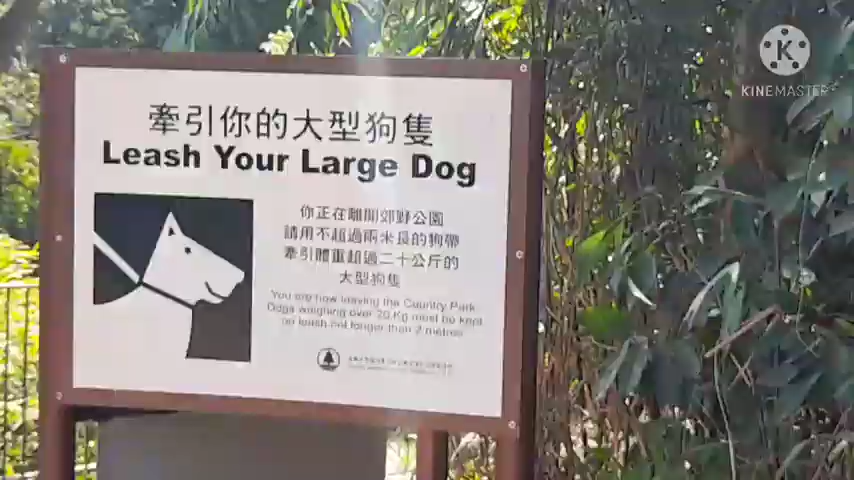 牽引你的大型狗隻
Leash Your Large Dog
你正在離開郊野公園
請用不超過兩米長的狗帶
牽引體重超過二十公斤的
大型狗隻
You are now leaving the Country Park
Dogs weighing over 20 Kg must be kept
on leash not longer than 2 metres
KINEMASTER